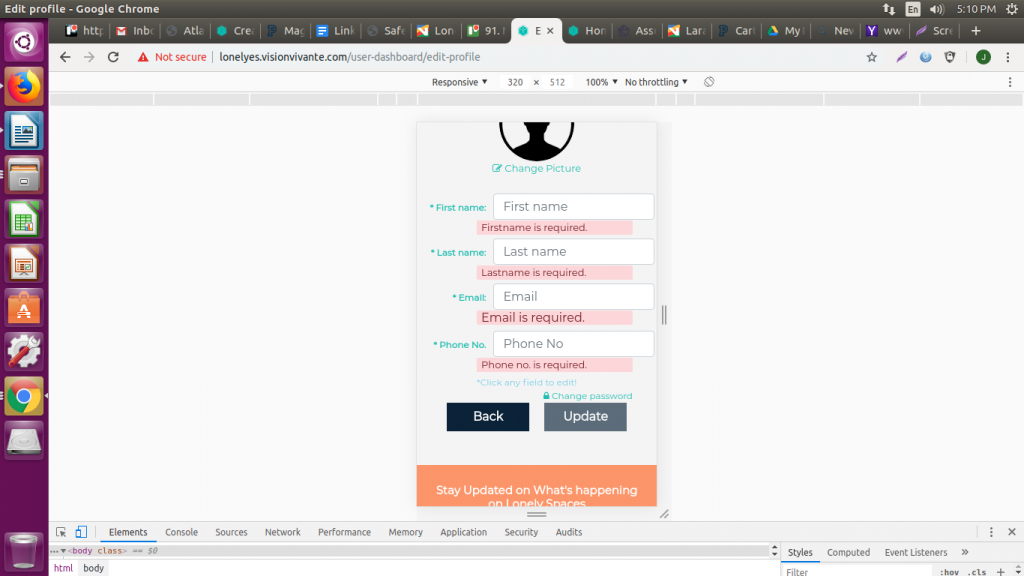 Edit profile - Google Chrome
En
5:10 PM
http
Inbo
Atla
Crea
Mag
Link
Safe
Lon
91.
E
Hor
Ass
Lar
Carl
My
New
ww
Scr
Not secure
lonelyes.visionvivante.com/user-dashboard/edit-profile
J
Responsive
320 × 512
100%
No throttling
Change Picture
* First name: First name
Firstname is required.
* Last name: Last name
Lastname is required.
* Email: Email
Email is required.
* Phone No. Phone No
Phone no. is required.
*Click any field to edit!
Change password
Back Update
Stay Updated on What's happening
on Lonely Spaces
Elements Console Sources Network Performance Memory Application Security Audits
<body class> == $0
html body
Styles Computed Event Listeners »
Filter :hov .cls +